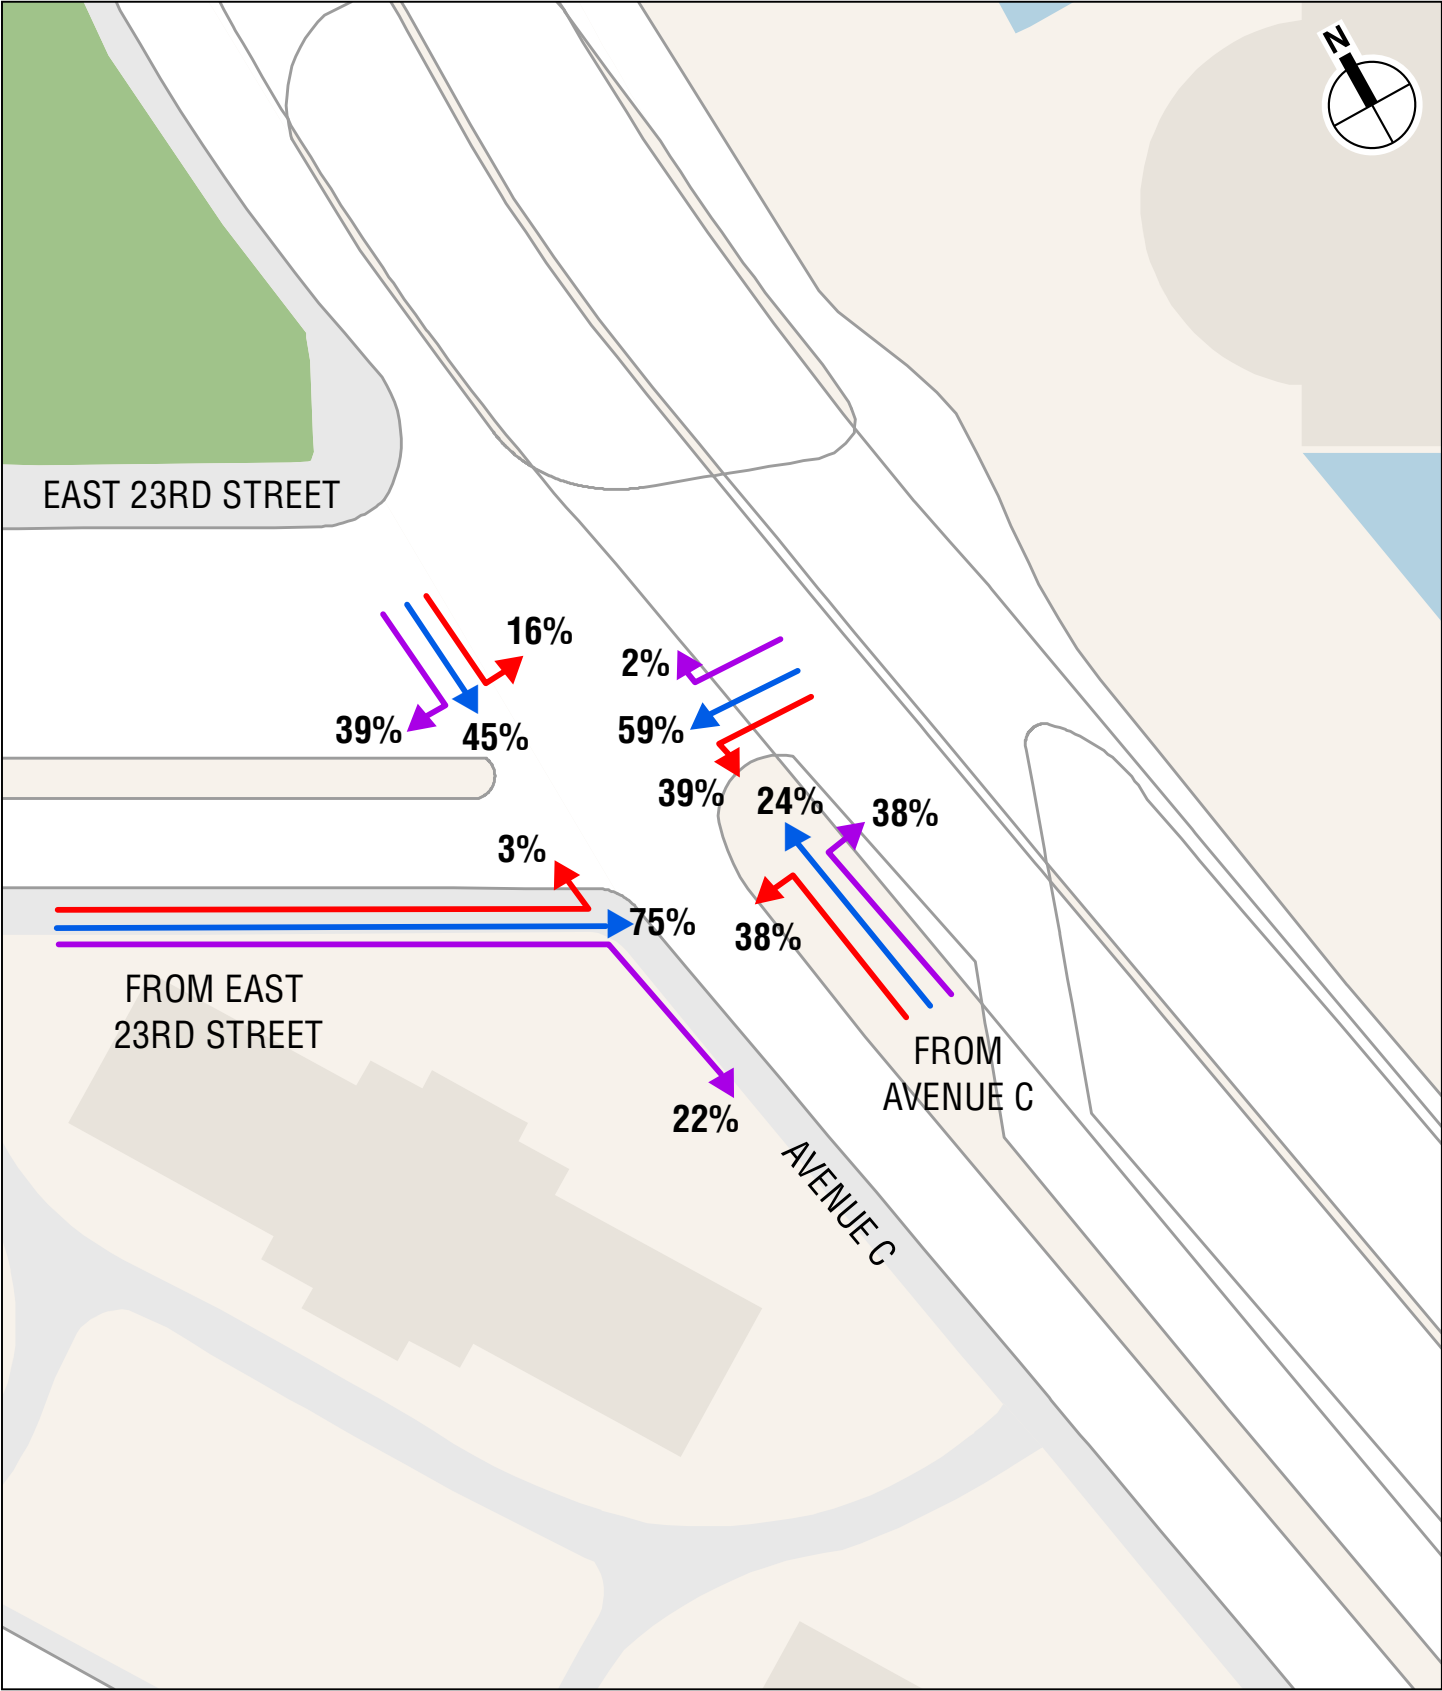 N
EAST 23RD STREET
16%
2%
39%
45%
59%
39%
24%
38%
3%
75%
38%
FROM EAST
23RD STREET
FROM
AVENUE C
22%
AVENUE C